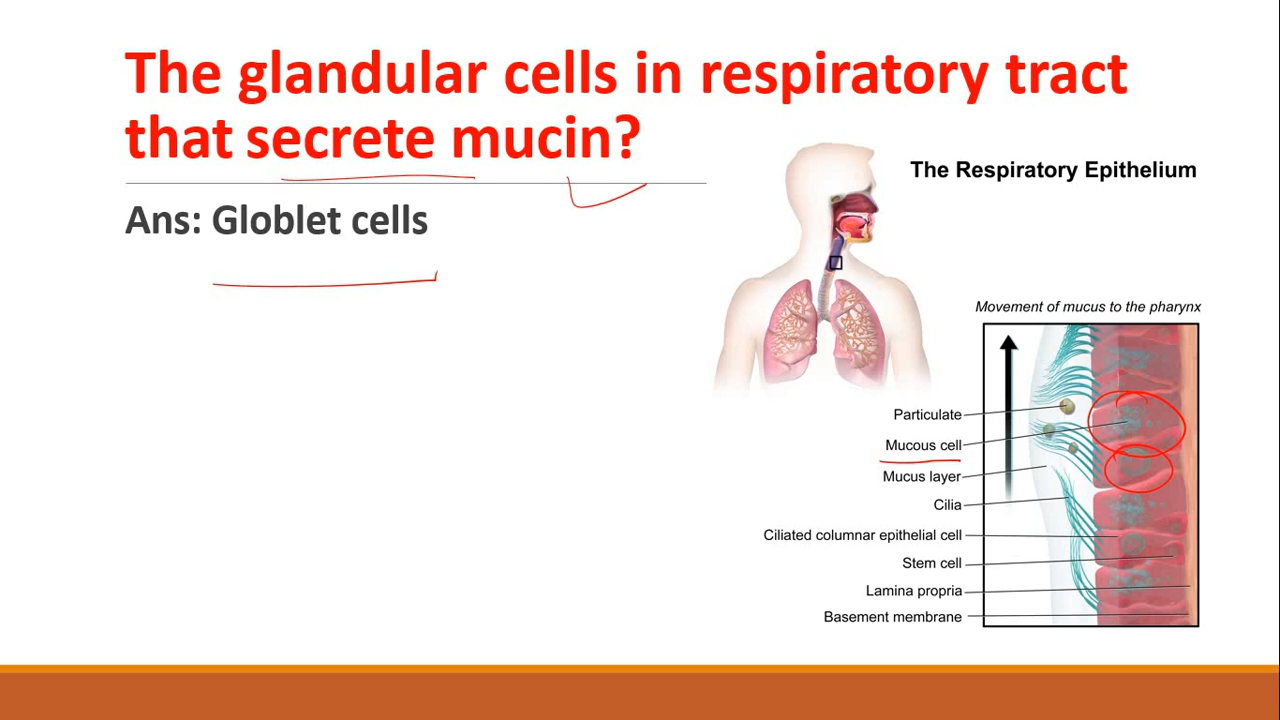 The glandular cells in respiratory tract
that secrete mucin?
Ans: Globlet cells
The Respiratory Epithelium
Movement of mucus to the pharynx
Particulate
Mucous cell
Mucus layer
Cilia
Ciliated columnar epithelial cell
Stem cell
Lamina propria
Basement membrane